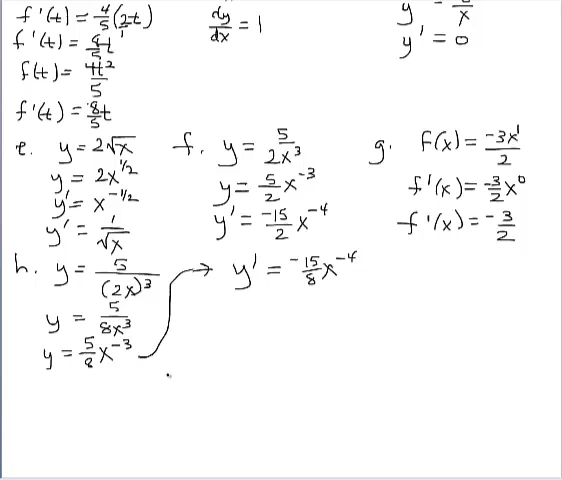 f'(t) = 4/5(2t)
f'(t) = 8/5 t¹
f(t) = 4t²/5
f'(t) = 8/5 t
dy/dx = 1
y' = 0
e. y = 2√x
y = 2x^1/2
y' = x^-1/2
y' = 1/√x
f. y = 5/2x³
y = 5/2 x^-3
y' = -15/2 x^-4
g. f(x) = -3x¹/2
f'(x) = -3/2 x⁰
f'(x) = -3/2
h. y = 5/(2x)³
y = 5/8x³
y = 5/8 x^-3
y' = -15/8 x^-4